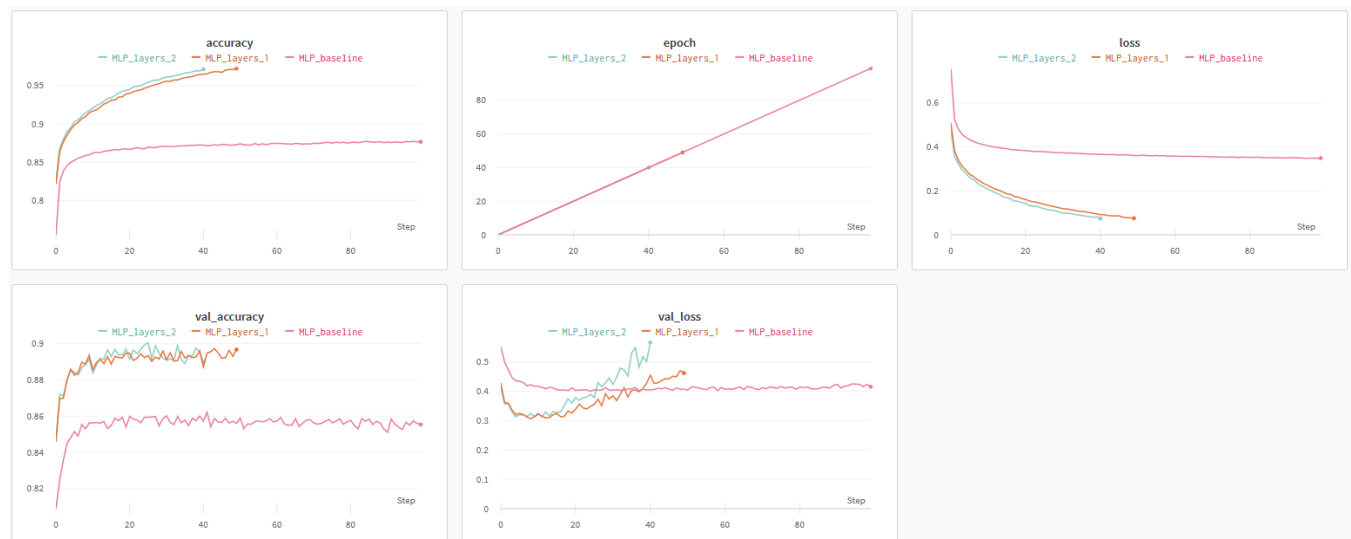 accuracy
MLP_layers_2 MLP_layers_1 MLP_baseline
0.95
0.9
0.85
0.8
Step
0 20 40 60 80
epoch
MLP_layers_2 MLP_layers_1 MLP_baseline
80
60
40
20
0
Step
0 20 40 60 80
loss
MLP_layers_2 MLP_layers_1 MLP_baseline
0.6
0.4
0.2
0
Step
0 20 40 60 80
val_accuracy
MLP_layers_2 MLP_layers_1 MLP_baseline
0.9
0.88
0.86
0.84
0.82
Step
0 20 40 60 80
val_loss
MLP_layers_2 MLP_layers_1 MLP_baseline
0.5
0.4
0.3
0.2
0.1
0
Step
0 20 40 60 80